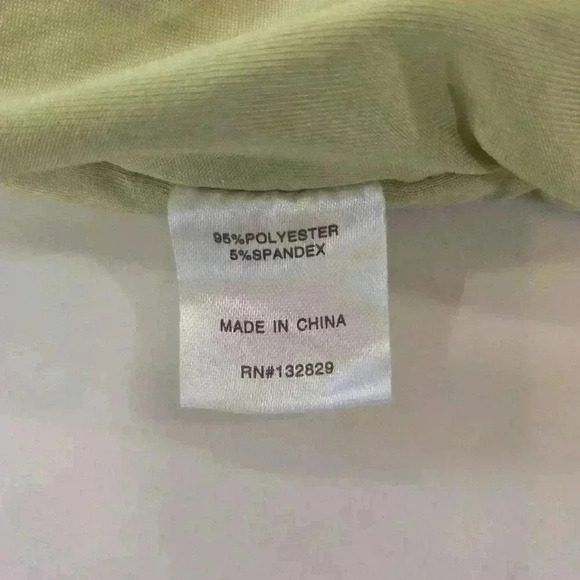 95%POLYESTER
5%SPANDEX
MADE IN CHINA
RN#132829